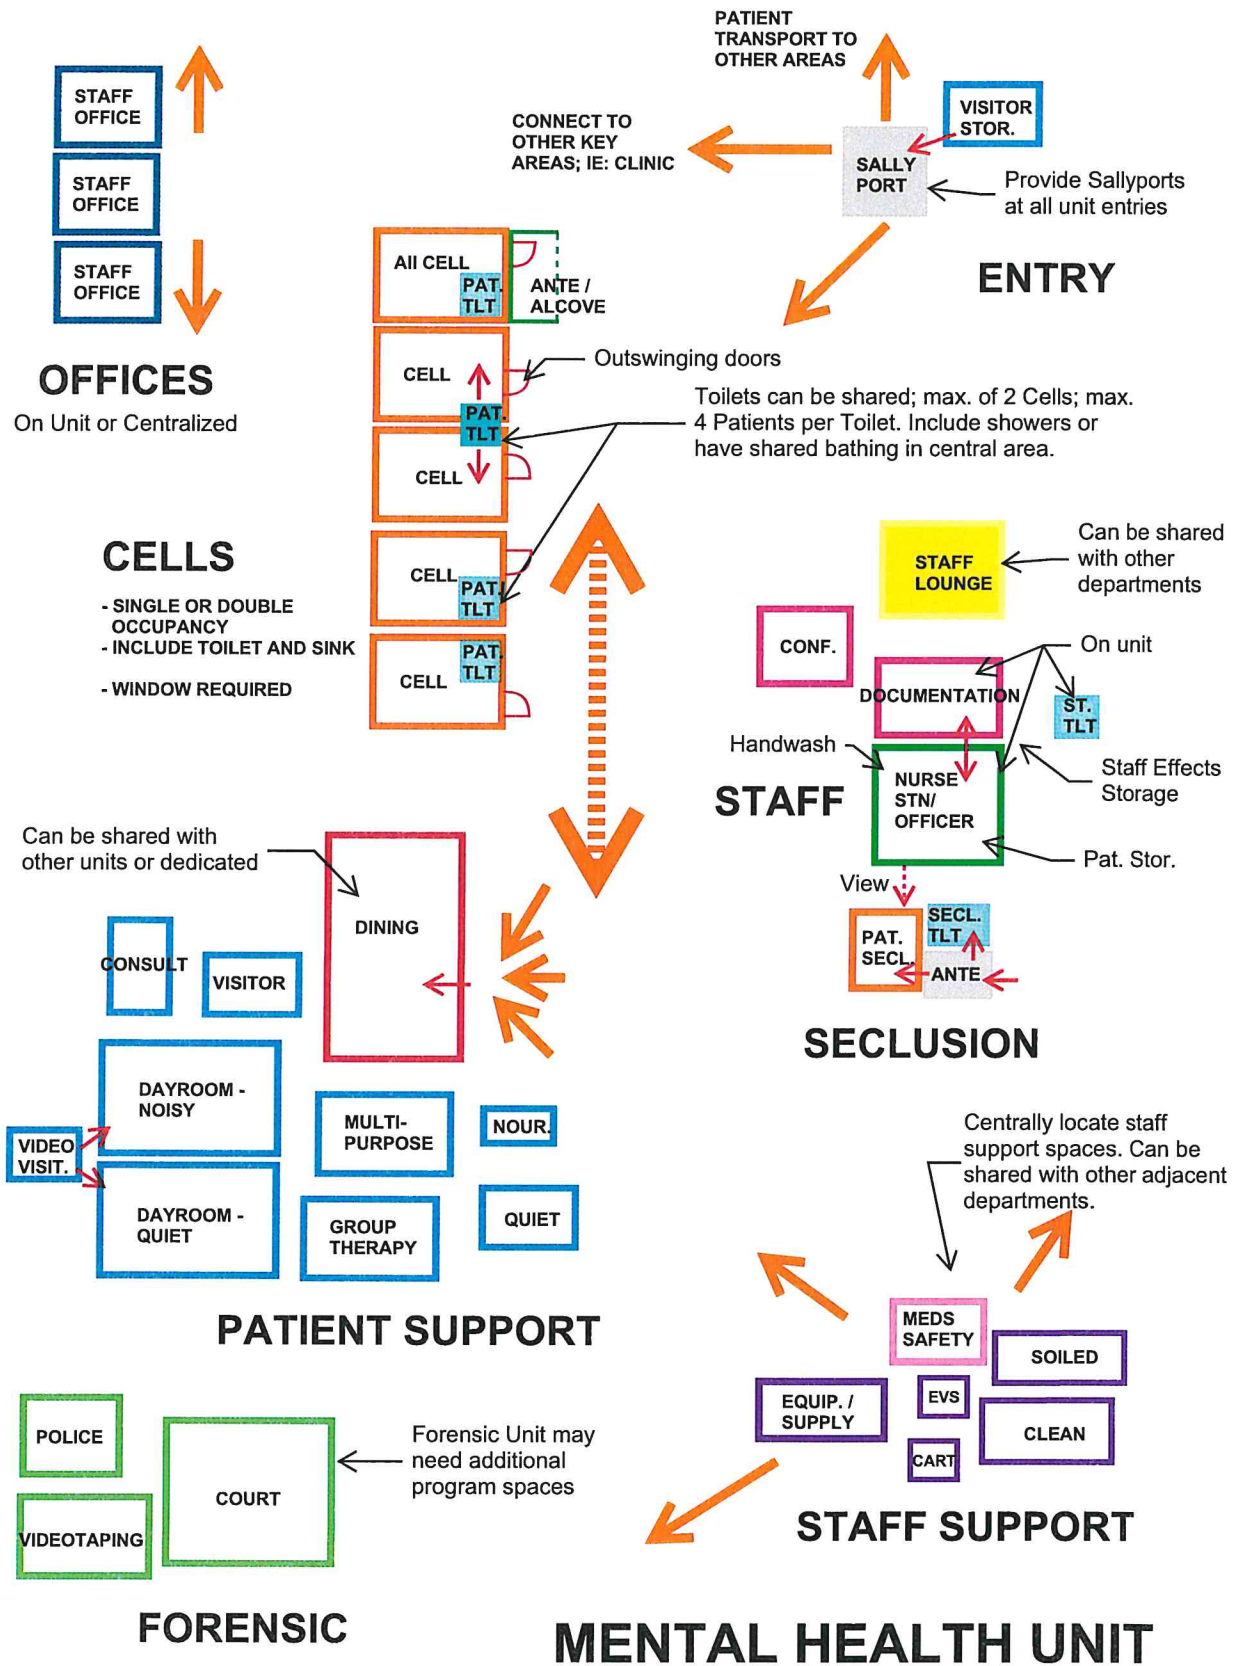 PATIENT
TRANSPORT TO
OTHER AREAS
STAFF
OFFICE
STAFF
OFFICE
STAFF
OFFICE
OFFICES
On Unit or Centralized
CONNECT TO
OTHER KEY
AREAS; IE: CLINIC
VISITOR
STOR.
SALLY
PORT
Provide Sallyports
at all unit entries
ENTRY
AII CELL
PAT.
TLT
ANTE /
ALCOVE
CELL
PAT.
TLT
CELL
CELL
PAT.
TLT
CELL
PAT.
TLT
Outswinging doors
Toilets can be shared; max. of 2 Cells; max.
4 Patients per Toilet. Include showers or
have shared bathing in central area.
CELLS
- SINGLE OR DOUBLE
OCCUPANCY
- INCLUDE TOILET AND SINK
- WINDOW REQUIRED
STAFF
LOUNGE
Can be shared
with other
departments
CONF.
DOCUMENTATION
On unit
ST.
TLT
Handwash
NURSE
STN/
OFFICER
Staff Effects
Storage
STAFF
Pat. Stor.
View
PAT.
SECL.
SECL.
TLT
ANTE
SECLUSION
Can be shared with
other units or dedicated
DINING
CONSULT
VISITOR
DAYROOM -
NOISY
VIDEO
VISIT.
DAYROOM -
QUIET
MULTI-
PURPOSE
NOUR.
GROUP
THERAPY
QUIET
PATIENT SUPPORT
Centrally locate staff
support spaces. Can be
shared with other adjacent
departments.
MEDS
SAFETY
SOILED
EQUIP. /
SUPPLY
EVS
CLEAN
CART
STAFF SUPPORT
POLICE
COURT
VIDEOTAPING
Forensic Unit may
need additional
program spaces
FORENSIC
MENTAL HEALTH UNIT